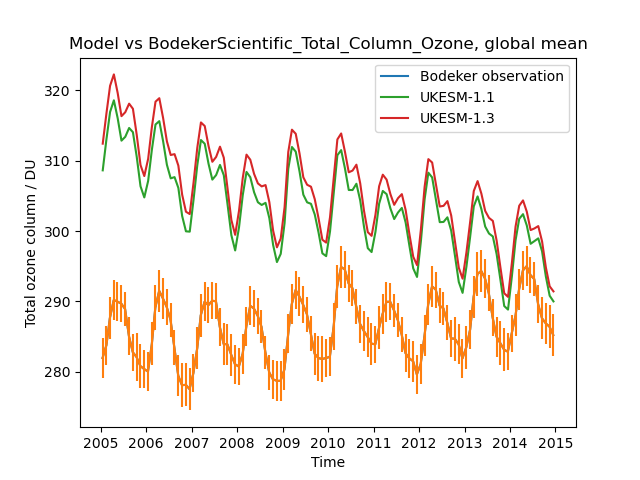 Model vs BodekerScientific_Total_Column_Ozone, global mean
Bodeker observation
UKESM-1.1
UKESM-1.3
Total ozone column / DU
320
310
300
290
280
2005 2006 2007 2008 2009 2010 2011 2012 2013 2014 2015
Time